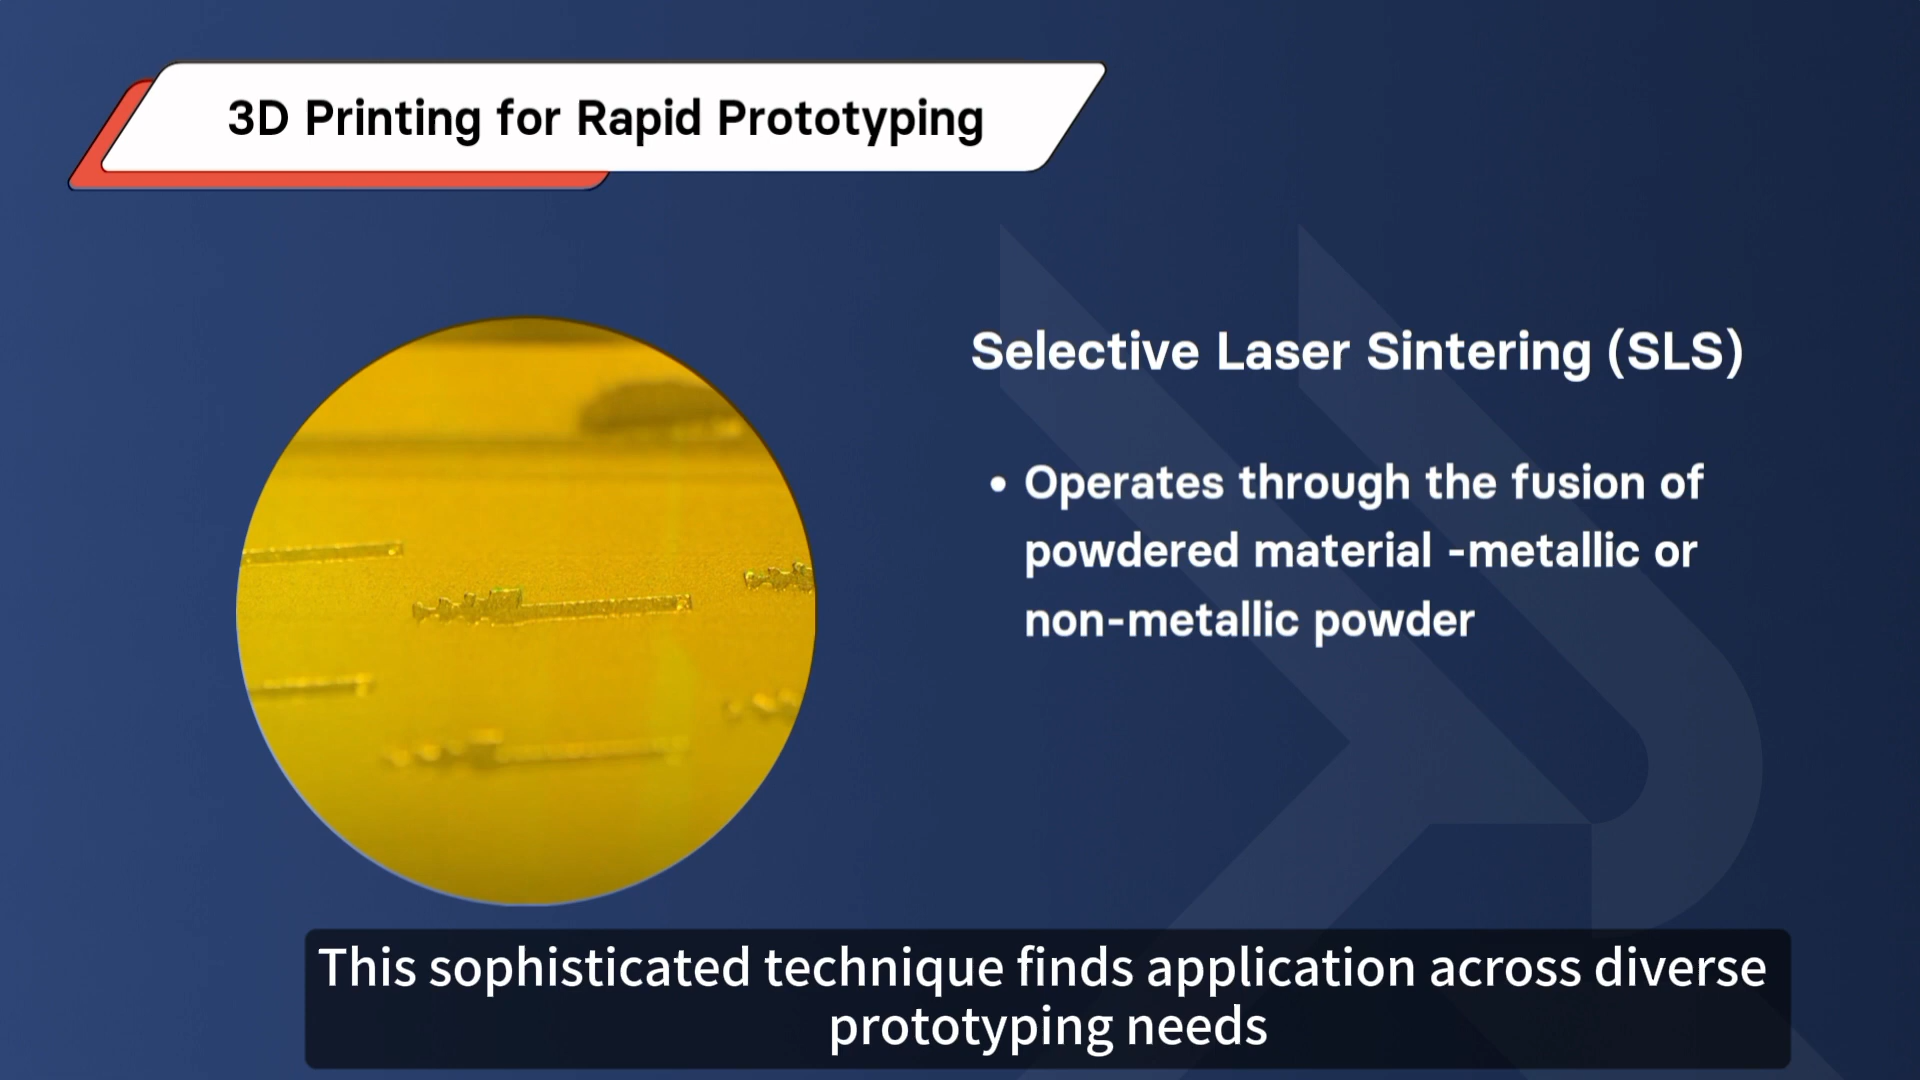 3D Printing for Rapid Prototyping
Selective Laser Sintering (SLS)
• Operates through the fusion of
powdered material -metallic or
non-metallic powder
This sophisticated technique finds application across diverse
prototyping needs